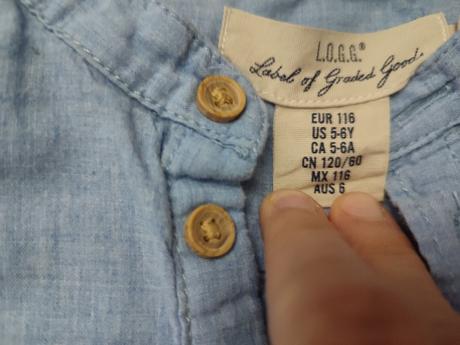 L.O.G.G.®
Label of Graded Goods
EUR 116
US 5-6Y
CA 5-6A
CN 120/60
MX 116
AUS 6